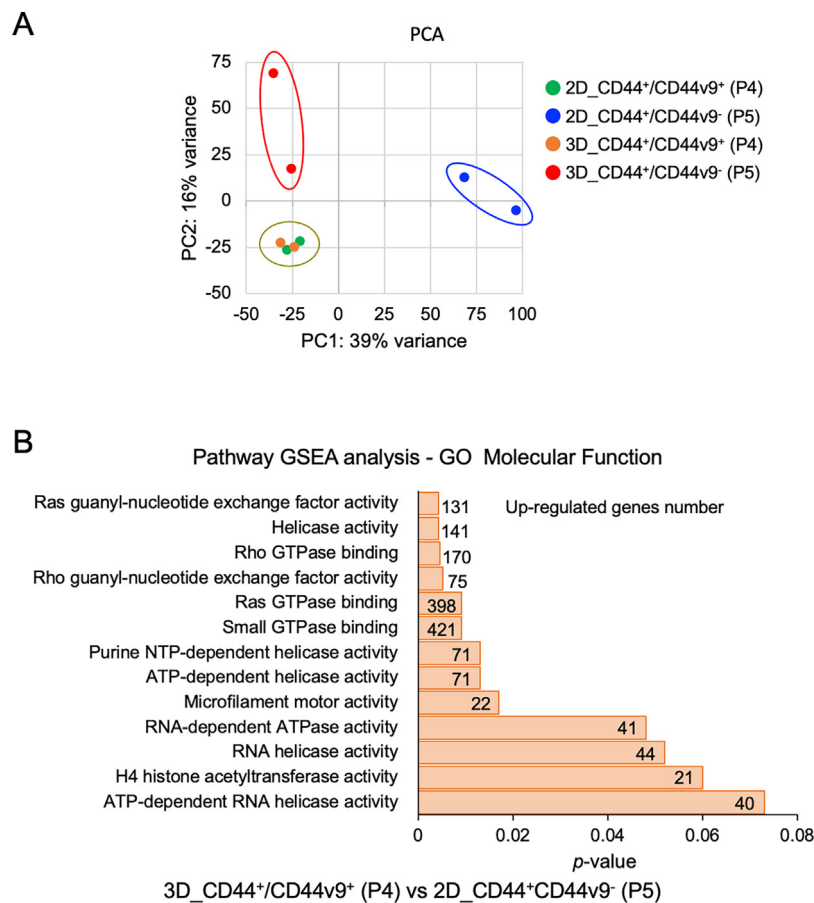 A
PCA
75
50
25
0
-25
-50
-50 -25 0 25 50 75 100
PC2: 16% variance
PC1: 39% variance
2D_CD44⁺/CD44v9⁺ (P4)
2D_CD44⁺/CD44v9⁻ (P5)
3D_CD44⁺/CD44v9⁺ (P4)
3D_CD44⁺/CD44v9⁻ (P5)
B
Pathway GSEA analysis - GO Molecular Function
Up-regulated genes number
Ras guanyl-nucleotide exchange factor activity 131
Helicase activity 141
Rho GTPase binding 170
Rho guanyl-nucleotide exchange factor activity 75
Ras GTPase binding 398
Small GTPase binding 421
Purine NTP-dependent helicase activity 71
ATP-dependent helicase activity 71
Microfilament motor activity 22
RNA-dependent ATPase activity 41
RNA helicase activity 44
H4 histone acetyltransferase activity 21
ATP-dependent RNA helicase activity 40
0 0.02 0.04 0.06 0.08
p-value
3D_CD44⁺/CD44v9⁺ (P4) vs 2D_CD44⁺CD44v9⁻ (P5)